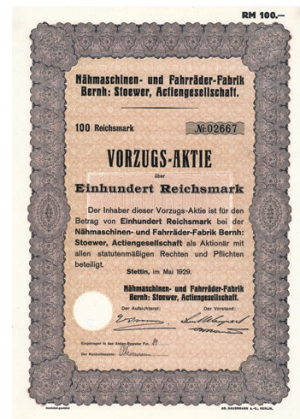 RM 100.—
Nähmaschinen- und Fahrräder-Fabrik
Bernh: Stoewer, Actiengesellschaft.
100 Reichsmark
№ 02667
VORZUGS-AKTIE
über
Einhundert Reichsmark
Der Inhaber dieser Vorzugs-Aktie ist für den
Betrag von Einhundert Reichsmark bei der
Nähmaschinen- und Fahrräder-Fabrik Bernh:
Stoewer, Actiengesellschaft als Aktionär mit
allen statutenmäßigen Rechten und Pflichten
beteiligt.
Stettin, im Mai 1929.
Nähmaschinen- und Fahrräder-Fabrik
Bernh: Stoewer, Actiengesellschaft.
Der Aufsichtsrat:
Der Vorstand: